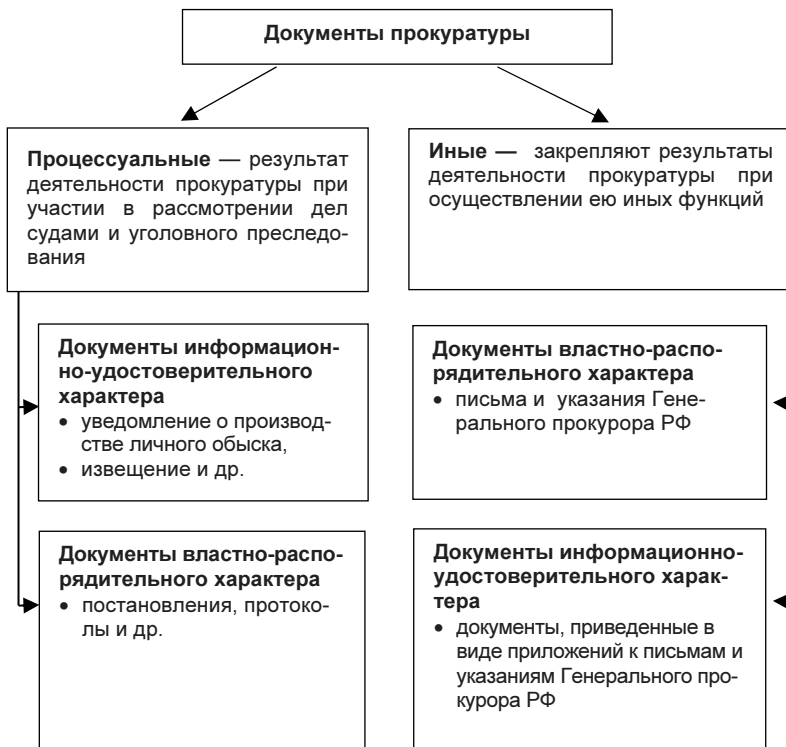 Документы прокуратуры
Процессуальные — результат
деятельности прокуратуры при
участии в рассмотрении дел
судами и уголовного преследо-
вания
Иные — закрепляют результаты
деятельности прокуратуры при
осуществлении ею иных функций
Документы информацион-
но-удостоверительного
характера
• уведомление о производ-
стве личного обыска,
• извещение и др.
Документы властно-распо-
рядительного характера
• письма и указания Гене-
рального прокурора РФ
Документы властно-распо-
рядительного характера
• постановления, протоко-
лы и др.
Документы информационно-
удостоверительного харак-
тера
• документы, приведенные в
виде приложений к письмам и
указаниям Генерального про-
курора РФ